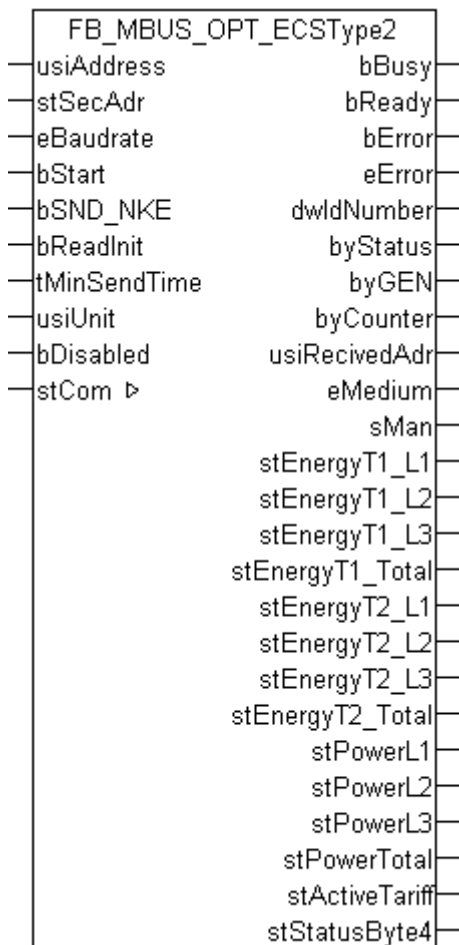 FB_MBUS_OPT_ECSType2
usiAddress bBusy
stSecAdr bReady
eBaudrate bError
bStart eError
bSND_NKE dwIdNumber
bReadInit byStatus
tMinSendTime byGEN
usiUnit byCounter
bDisabled usiRecivedAdr
stCom ▷ eMedium
sMan
stEnergyT1_L1
stEnergyT1_L2
stEnergyT1_L3
stEnergyT1_Total
stEnergyT2_L1
stEnergyT2_L2
stEnergyT2_L3
stEnergyT2_Total
stPowerL1
stPowerL2
stPowerL3
stPowerTotal
stActiveTariff
stStatusByte4